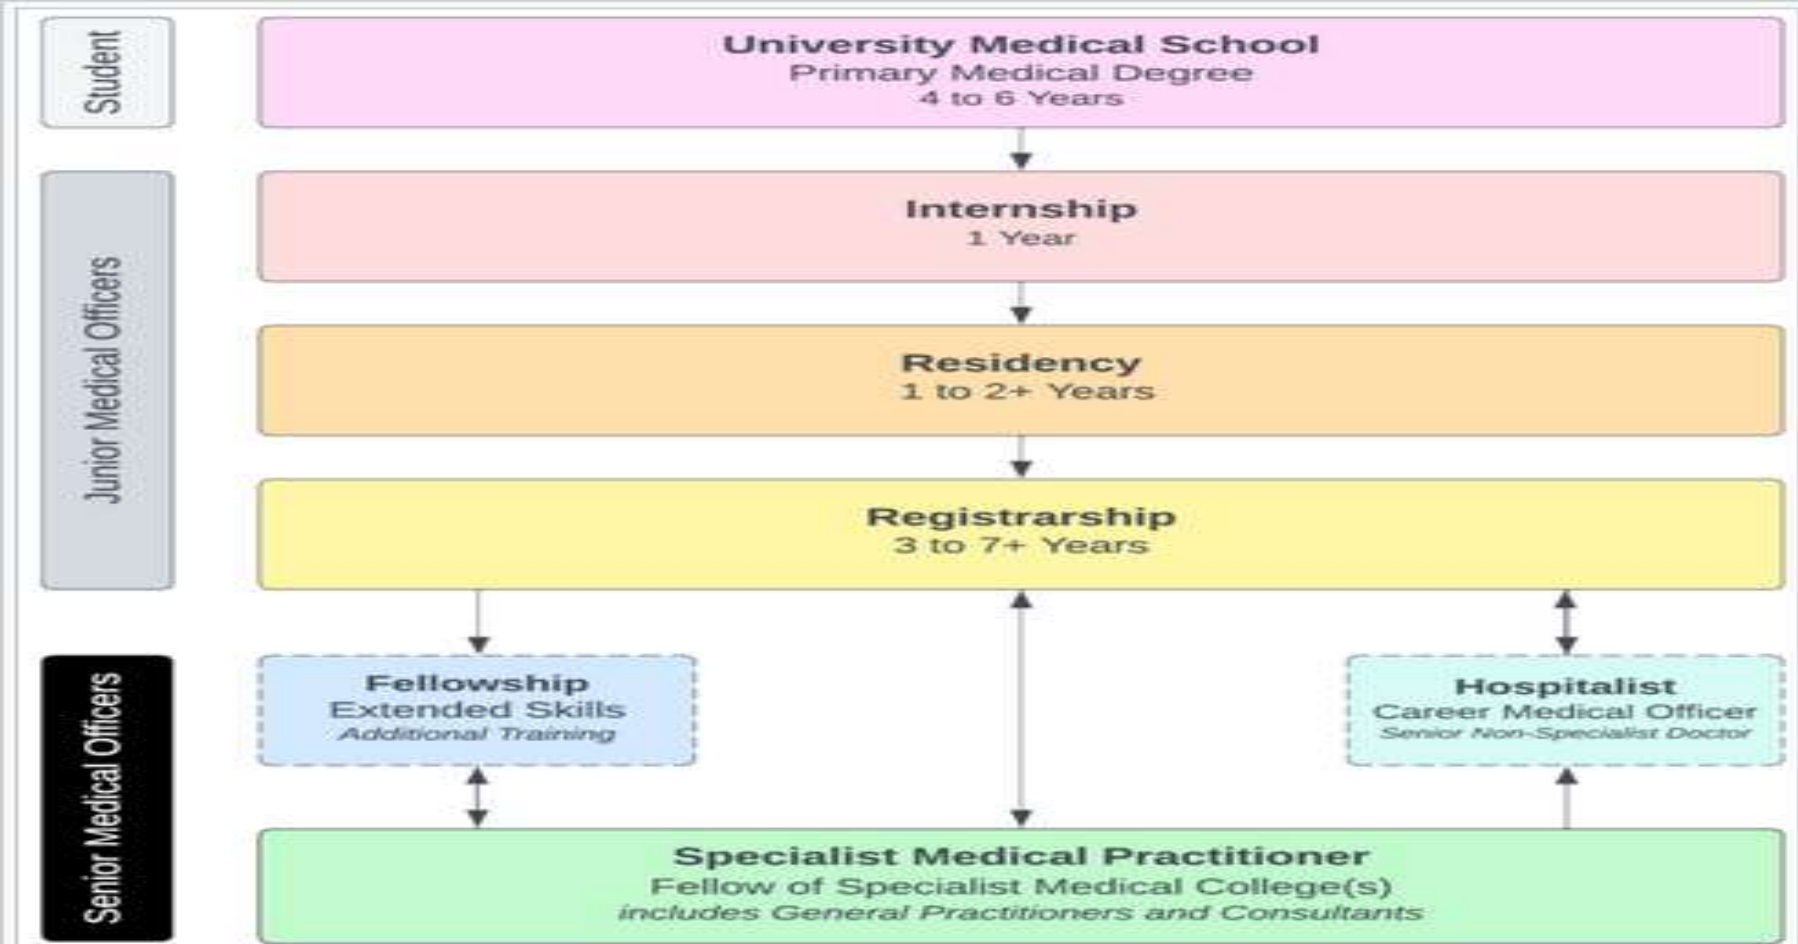 Student
University Medical School
Primary Medical Degree
4 to 6 Years
Junior Medical Officers
Internship
1 Year
Residency
1 to 2+ Years
Registrarship
3 to 7+ Years
Senior Medical Officers
Fellowship
Extended Skills
Additional Training
Hospitalist
Career Medical Officer
Senior Non-Specialist Doctor
Specialist Medical Practitioner
Fellow of Specialist Medical College(s)
includes General Practitioners and Consultants